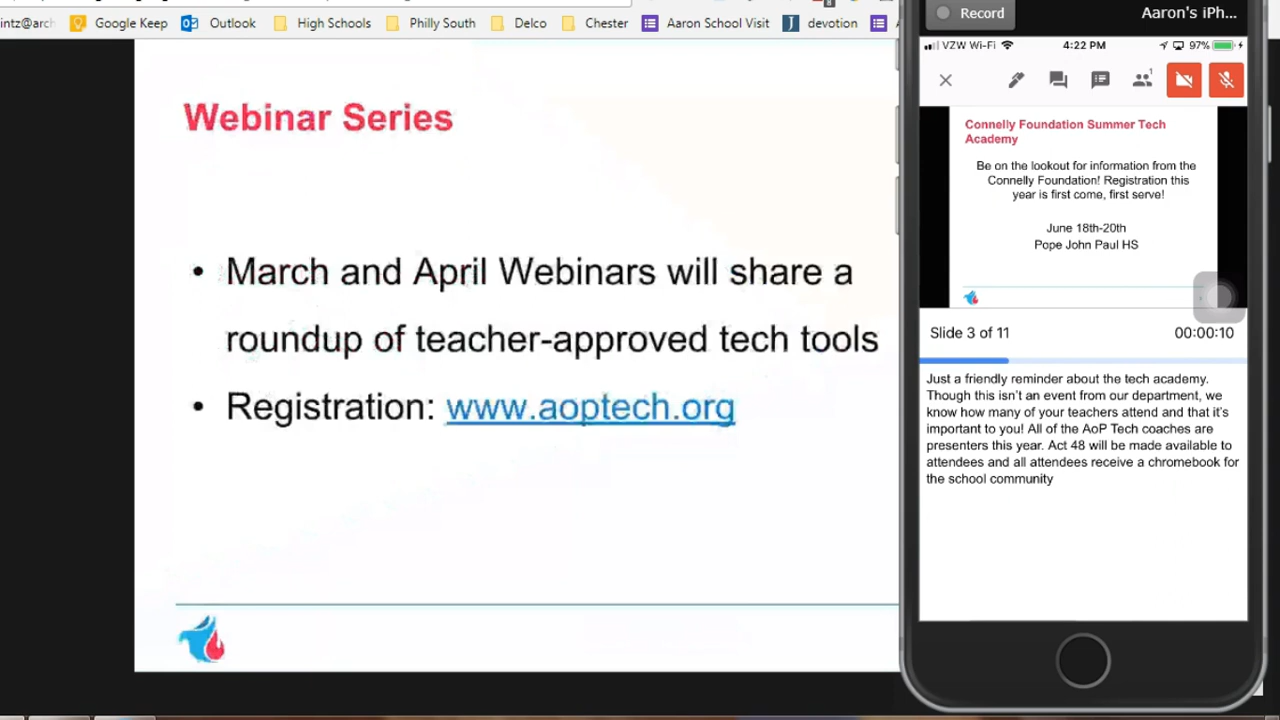 intz@arch
Google Keep
Outlook
High Schools
Philly South
Delco
Chester
Aaron School Visit
devotion
Webinar Series
• March and April Webinars will share a
roundup of teacher-approved tech tools
• Registration: www.aoptech.org
Record
Aaron's iPh...
VZW Wi-Fi
4:22 PM
97%
1
Connelly Foundation Summer Tech
Academy
Be on the lookout for information from the
Connelly Foundation! Registration this
year is first come, first serve!
June 18th-20th
Pope John Paul HS
Slide 3 of 11
00:00:10
Just a friendly reminder about the tech academy.
Though this isn't an event from our department, we
know how many of your teachers attend and that it's
important to you! All of the AoP Tech coaches are
presenters this year. Act 48 will be made available to
attendees and all attendees receive a chromebook for
the school community